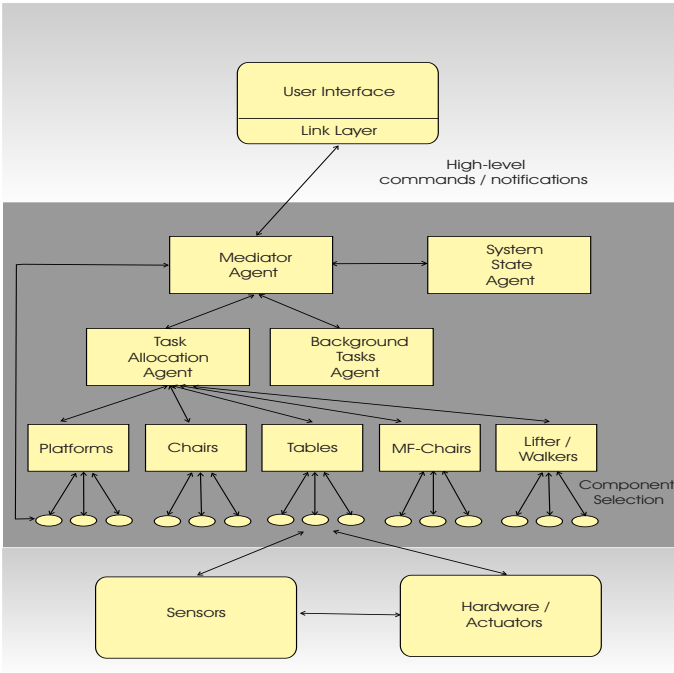 User Interface
Link Layer
High-level
commands / notifications
Mediator
Agent
System
State
Agent
Task
Allocation
Agent
Background
Tasks
Agent
Platforms
Chairs
Tables
MF-Chairs
Lifter /
Walkers
Component
Selection
Sensors
Hardware /
Actuators